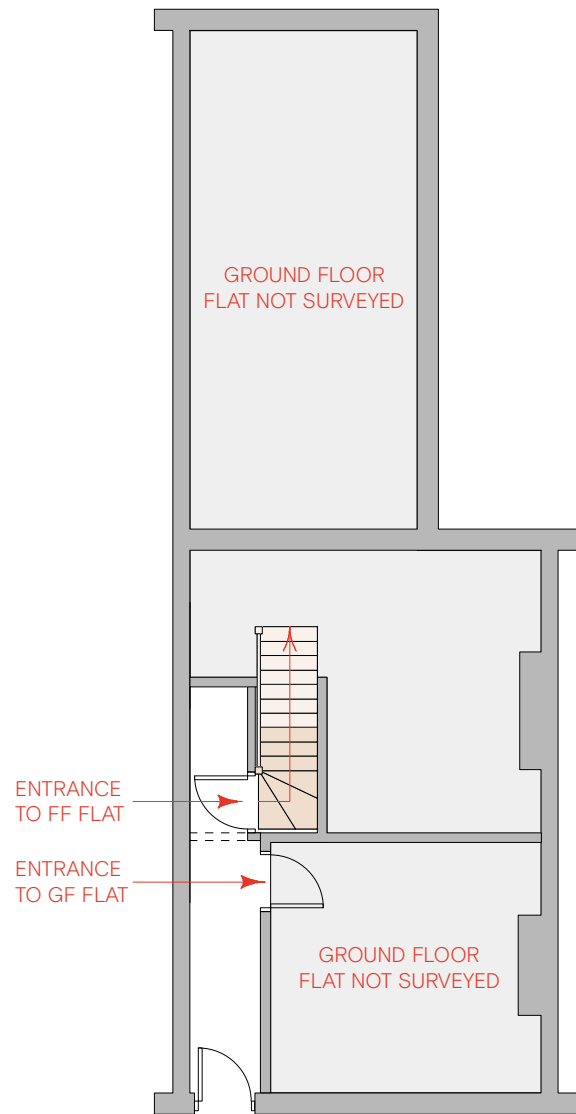 GROUND FLOOR
FLAT NOT SURVEYED
ENTRANCE
TO FF FLAT
ENTRANCE
TO GF FLAT
GROUND FLOOR
FLAT NOT SURVEYED